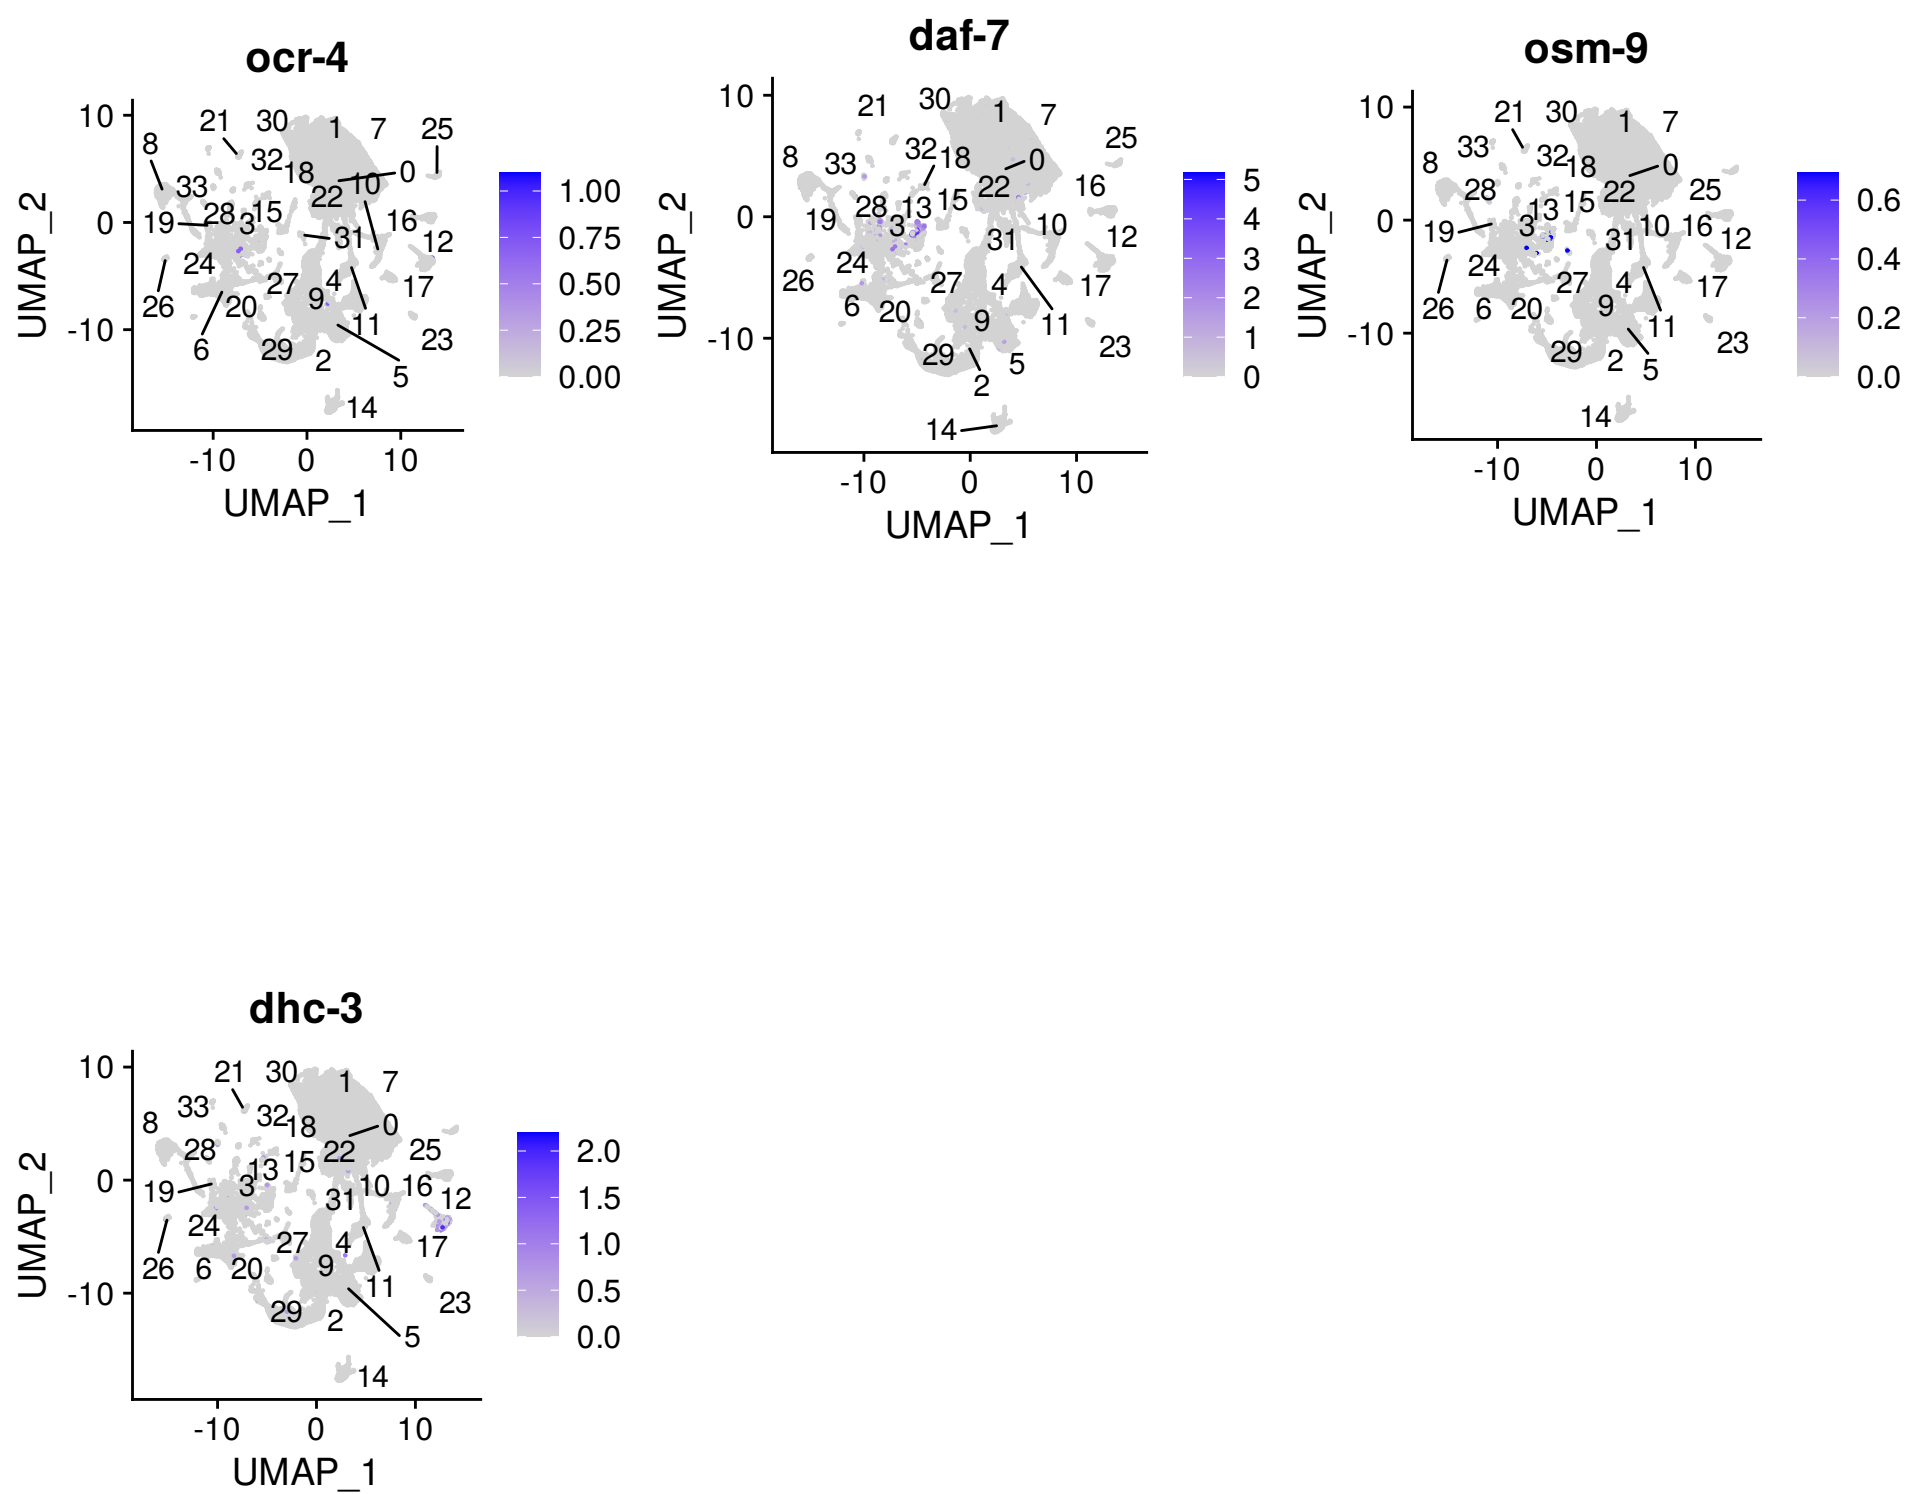 ocr-4
10
0
-10
UMAP_2
-10 0 10
UMAP_1
8 21 30 1 7 25
33 32 18 0 10
19 28 3 15 22 16
31 12
24 27 4 17
26 20 9 11
6 29 2 5 23
14
1.00
0.75
0.50
0.25
0.00
daf-7
10
0
-10
UMAP_2
-10 0 10
UMAP_1
21 30 1 7 25
8 33 32 18 0
19 28 3 13 15 22 16
31 10 12
24 27 4 17
26 6 20 9 11
29 2 5 23
14
5
4
3
2
1
0
osm-9
10
0
-10
UMAP_2
-10 0 10
UMAP_1
21 30 1 7
8 33 32 18 0
28 13 15 22 25
19 3 31 10 16 12
24 27 4 17
26 6 20 9 11
29 2 5 23
14
0.6
0.4
0.2
0.0
dhc-3
10
0
-10
UMAP_2
-10 0 10
UMAP_1
21 30 1 7
8 33 32 18 0
28 13 15 22 25
19 3 31 10 16 12
24 27 4 17
26 6 20 9 11
29 2 5 23
14
2.0
1.5
1.0
0.5
0.0